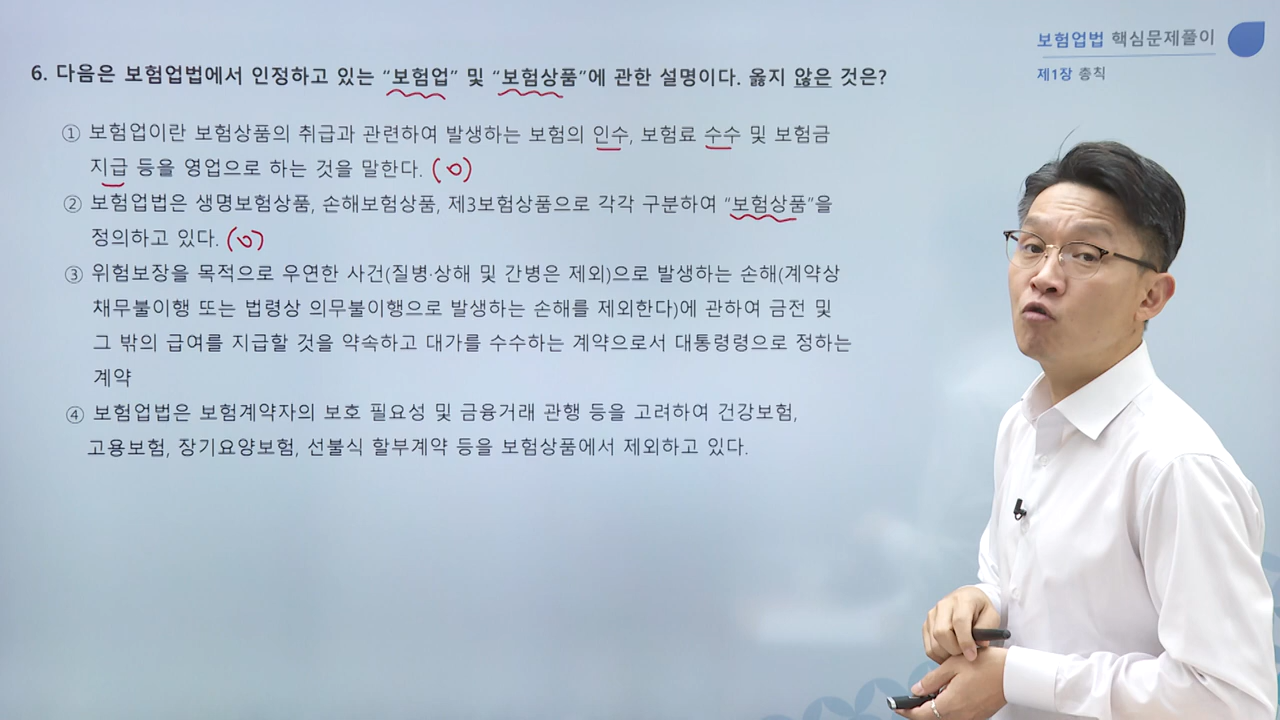 보험업법 핵심문제풀이
제1장 총칙
6. 다음은 보험업법에서 인정하고 있는 “보험업” 및 “보험상품”에 관한 설명이다. 옳지 않은 것은?
① 보험업이란 보험상품의 취급과 관련하여 발생하는 보험의 인수, 보험료 수수 및 보험금
지급 등을 영업으로 하는 것을 말한다. (O)
② 보험업법은 생명보험상품, 손해보험상품, 제3보험상품으로 각각 구분하여 “보험상품”을
정의하고 있다. (O)
③ 위험보장을 목적으로 우연한 사건(질병·상해 및 간병은 제외)으로 발생하는 손해(계약상
채무불이행 또는 법령상 의무불이행으로 발생하는 손해를 제외한다)에 관하여 금전 및
그 밖의 급여를 지급할 것을 약속하고 대가를 수수하는 계약으로서 대통령령으로 정하는
계약
④ 보험업법은 보험계약자의 보호 필요성 및 금융거래 관행 등을 고려하여 건강보험,
고용보험, 장기요양보험, 선불식 할부계약 등을 보험상품에서 제외하고 있다.